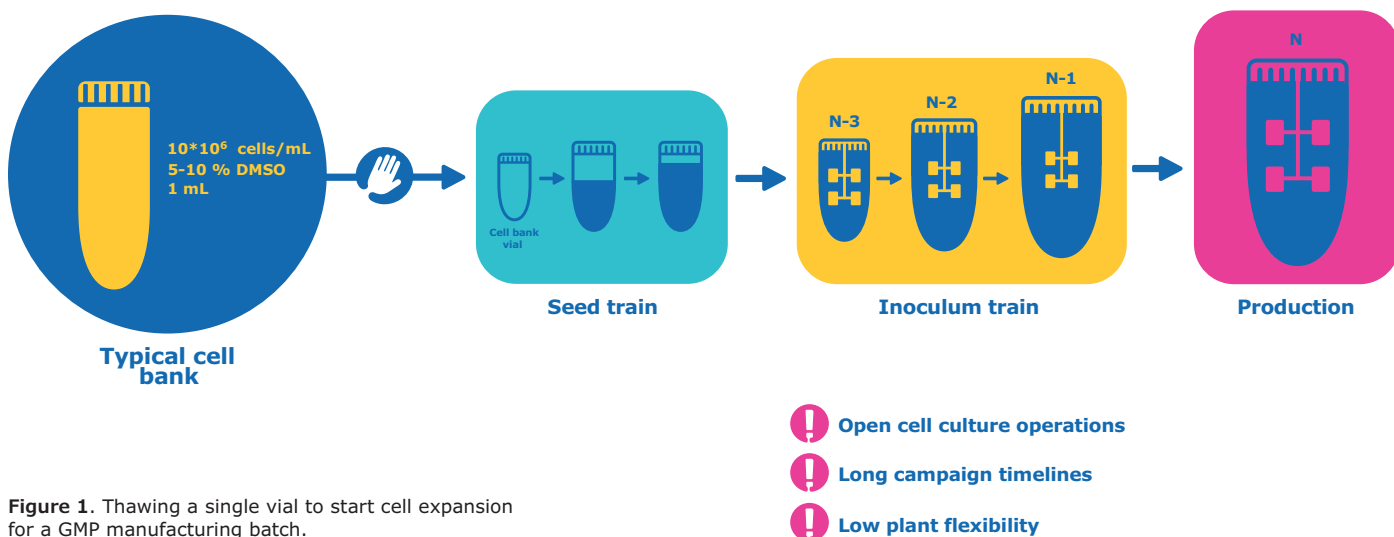 10*10⁶ cells/mL
5-10 % DMSO
1 mL
Typical cell
bank
Cell bank
vial
Seed train
N-3
N-2
N-1
Inoculum train
N
Production
Open cell culture operations
Long campaign timelines
Low plant flexibility
Figure 1. Thawing a single vial to start cell expansion
for a GMP manufacturing batch.